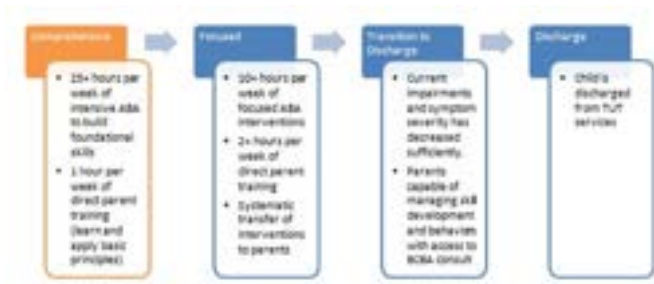 Comprehensive
25+ hours per
week of
intensive ABA
to build
foundational
skills
1 hour per
week of
direct parent
training
(learn and
apply basic
principles)
Focused
10+ hours per
week of
focused ABA
interventions
2+ hours per
week of
direct parent
training
Systematic
transfer of
interventions
to parents
Transition to
Discharge
Current
impairments
and symptom
severity has
decreased
sufficiently.
Parents
capable of
managing skill
development
and behaviors
with access to
BCBA consult
Discharge
Child is
discharged
from
services